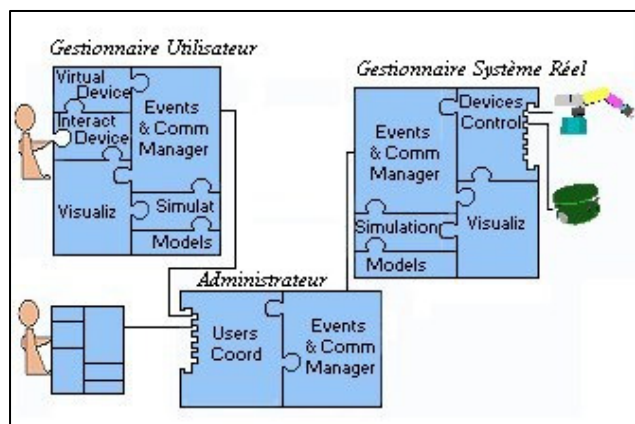 Gestionnaire Utilisateur
Virtual
Device
Interact
Device
Events
& Comm
Manager
Visualiz
Simulat
Models
Gestionnaire Système Réel
Devices
Control
Events
& Comm
Manager
Simulation
Visualiz
Models
Administrateur
Users
Coord
Events
& Comm
Manager